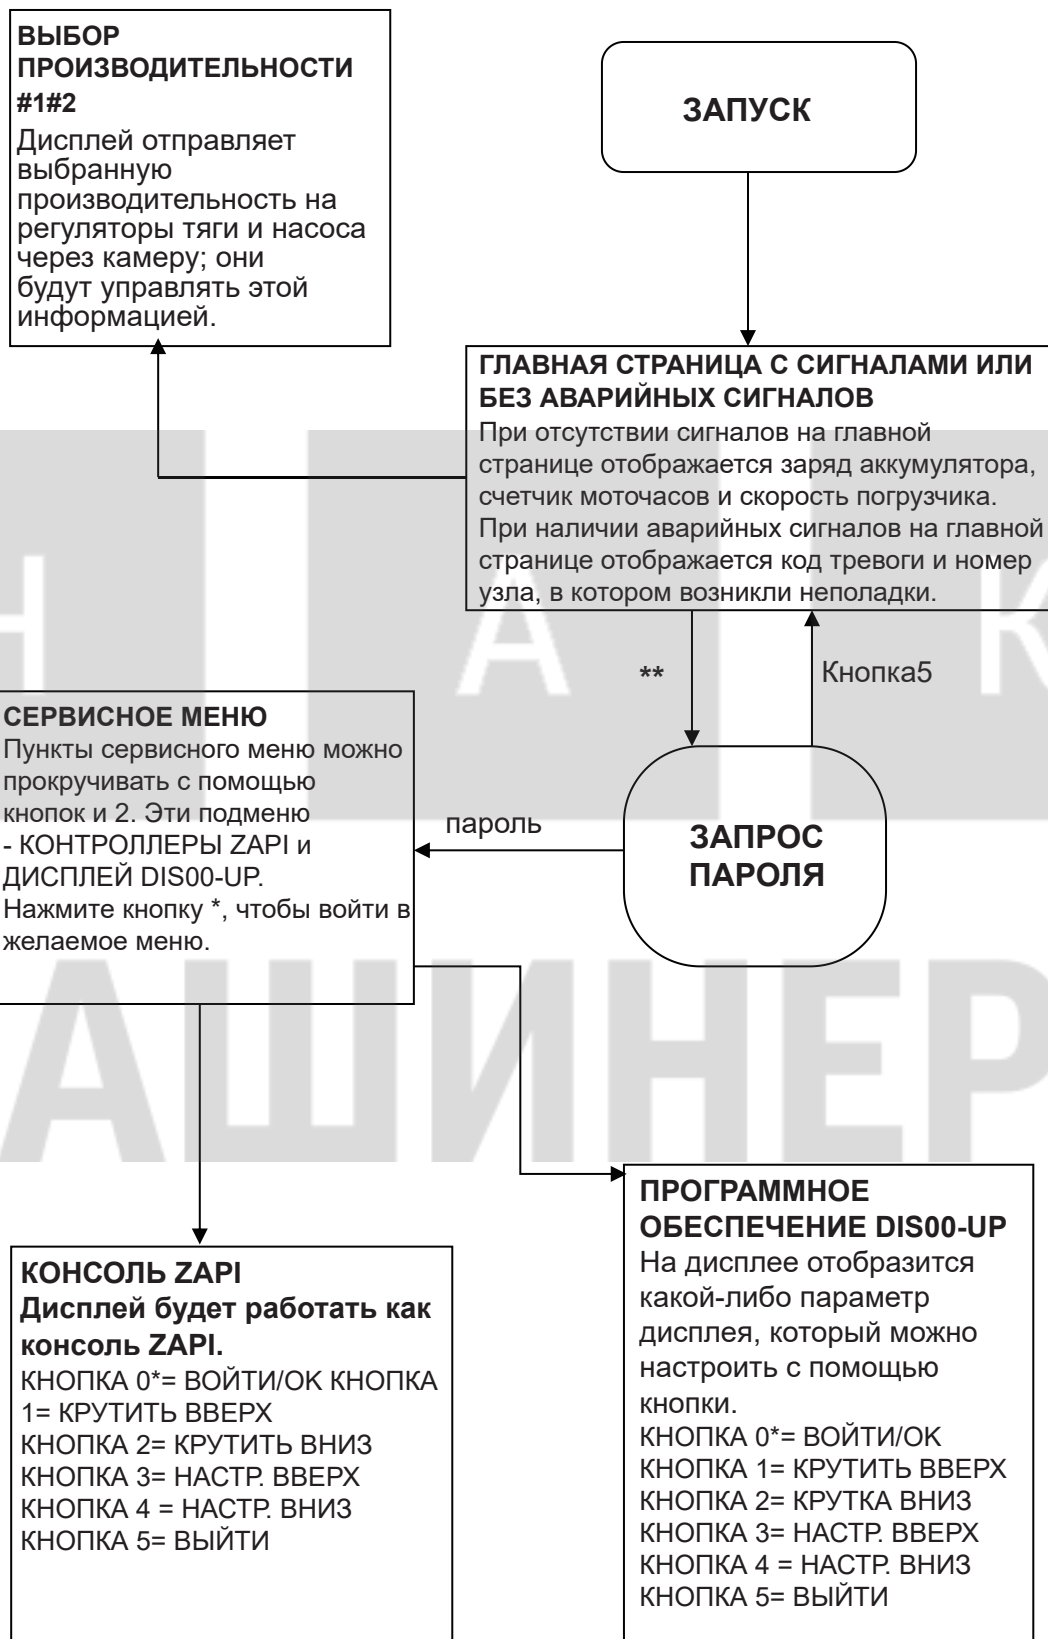 ВЫБОР
ПРОИЗВОДИТЕЛЬНОСТИ
#1#2
Дисплей отправляет
выбранную
производительность на
регуляторы тяги и насоса
через камеру; они
будут управлять этой
информацией.
ЗАПУСК
ГЛАВНАЯ СТРАНИЦА С СИГНАЛАМИ ИЛИ
БЕЗ АВАРИЙНЫХ СИГНАЛОВ
При отсутствии сигналов на главной
странице отображается заряд аккумулятора,
счетчик моточасов и скорость погрузчика.
При наличии аварийных сигналов на главной
странице отображается код тревоги и номер
узла, в котором возникли неполадки.
**
Кнопка5
СЕРВИСНОЕ МЕНЮ
Пункты сервисного меню можно
прокручивать с помощью
кнопок и 2. Эти подменю
- КОНТРОЛЛЕРЫ ZAPI и
ДИСПЛЕЙ DIS00-UP.
Нажмите кнопку *, чтобы войти в
желаемое меню.
пароль
ЗАПРОС
ПАРОЛЯ
КОНСОЛЬ ZAPI
Дисплей будет работать как
консоль ZAPI.
КНОПКА 0*= ВОЙТИ/OK КНОПКА
1= КРУТИТЬ ВВЕРХ
КНОПКА 2= КРУТИТЬ ВНИЗ
КНОПКА 3= НАСТР. ВВЕРХ
КНОПКА 4 = НАСТР. ВНИЗ
КНОПКА 5= ВЫЙТИ
ПРОГРАММНОЕ
ОБЕСПЕЧЕНИЕ DIS00-UP
На дисплее отобразится
какой-либо параметр
дисплея, который можно
настроить с помощью
кнопки.
КНОПКА 0*= ВОЙТИ/OK
КНОПКА 1= КРУТИТЬ ВВЕРХ
КНОПКА 2= КРУТКА ВНИЗ
КНОПКА 3= НАСТР. ВВЕРХ
КНОПКА 4 = НАСТР. ВНИЗ
КНОПКА 5= ВЫЙТИ
Н А К
АШИНЕР